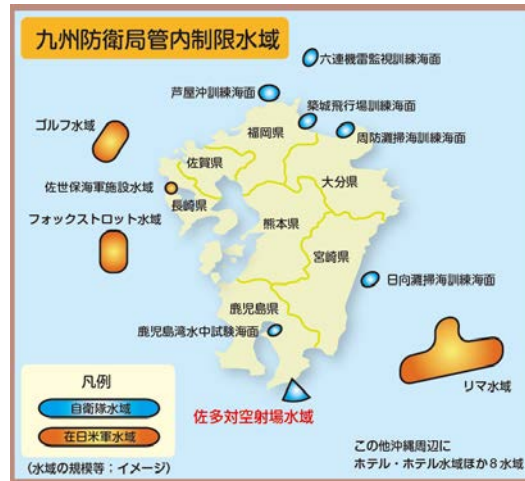 九州防衛局管内制限水域
六連機雷監視訓練海面
芦屋沖訓練海面
築城飛行場訓練海面
周防灘掃海訓練海面
ゴルフ水域
福岡県
佐賀県
大分県
佐世保海軍施設水域
長崎県
フォックストロット水域
熊本県
宮崎県
日向灘掃海訓練海面
鹿児島県
鹿児島湾水中試験海面
リマ水域
佐多対空射場水域
凡例
自衛隊水域
在日米軍水域
(水域の規模等：イメージ)
この他沖縄周辺に
ホテル・ホテル水域ほか8水域